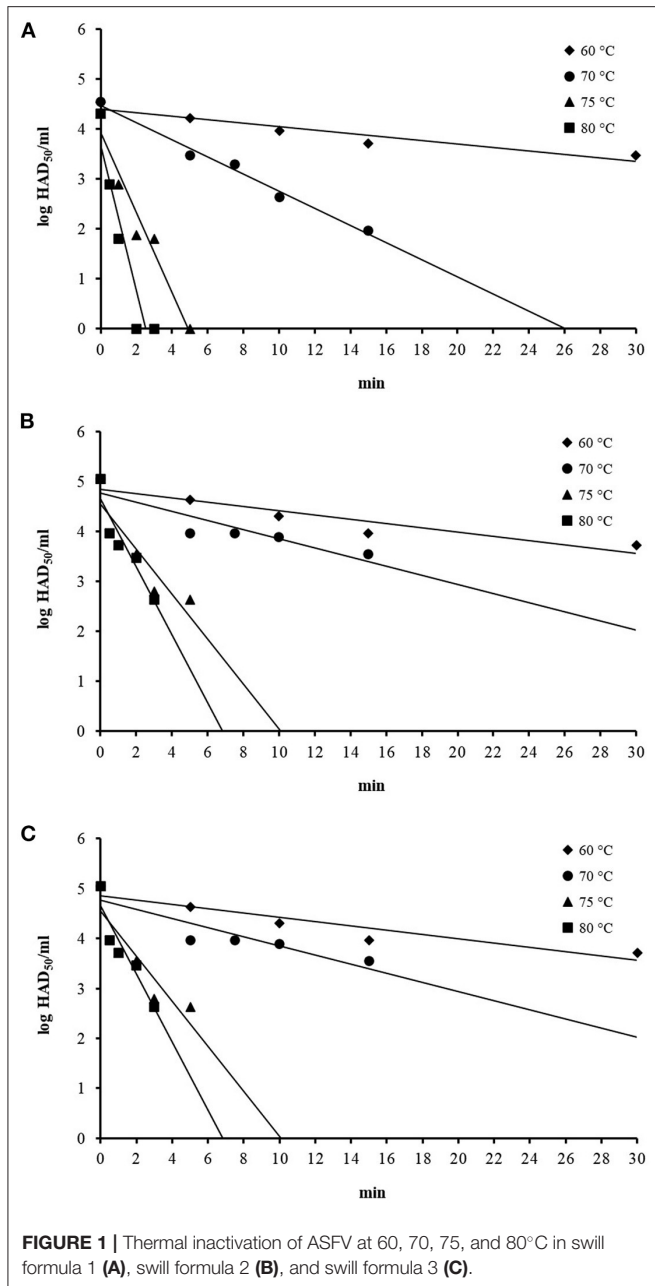 A
6
5
4
3
2
1
0
log HAD50/ml
0 2 4 6 8 10 12 14 16 18 20 22 24 26 28 30
min
60 °C
70 °C
75 °C
80 °C
B
6
5
4
3
2
1
0
log HAD50/ml
0 2 4 6 8 10 12 14 16 18 20 22 24 26 28 30
min
60 °C
70 °C
75 °C
80 °C
C
6
5
4
3
2
1
0
log HAD50/ml
0 2 4 6 8 10 12 14 16 18 20 22 24 26 28 30
min
60 °C
70 °C
75 °C
80 °C
FIGURE 1 | Thermal inactivation of ASFV at 60, 70, 75, and 80°C in swill
formula 1 (A), swill formula 2 (B), and swill formula 3 (C).